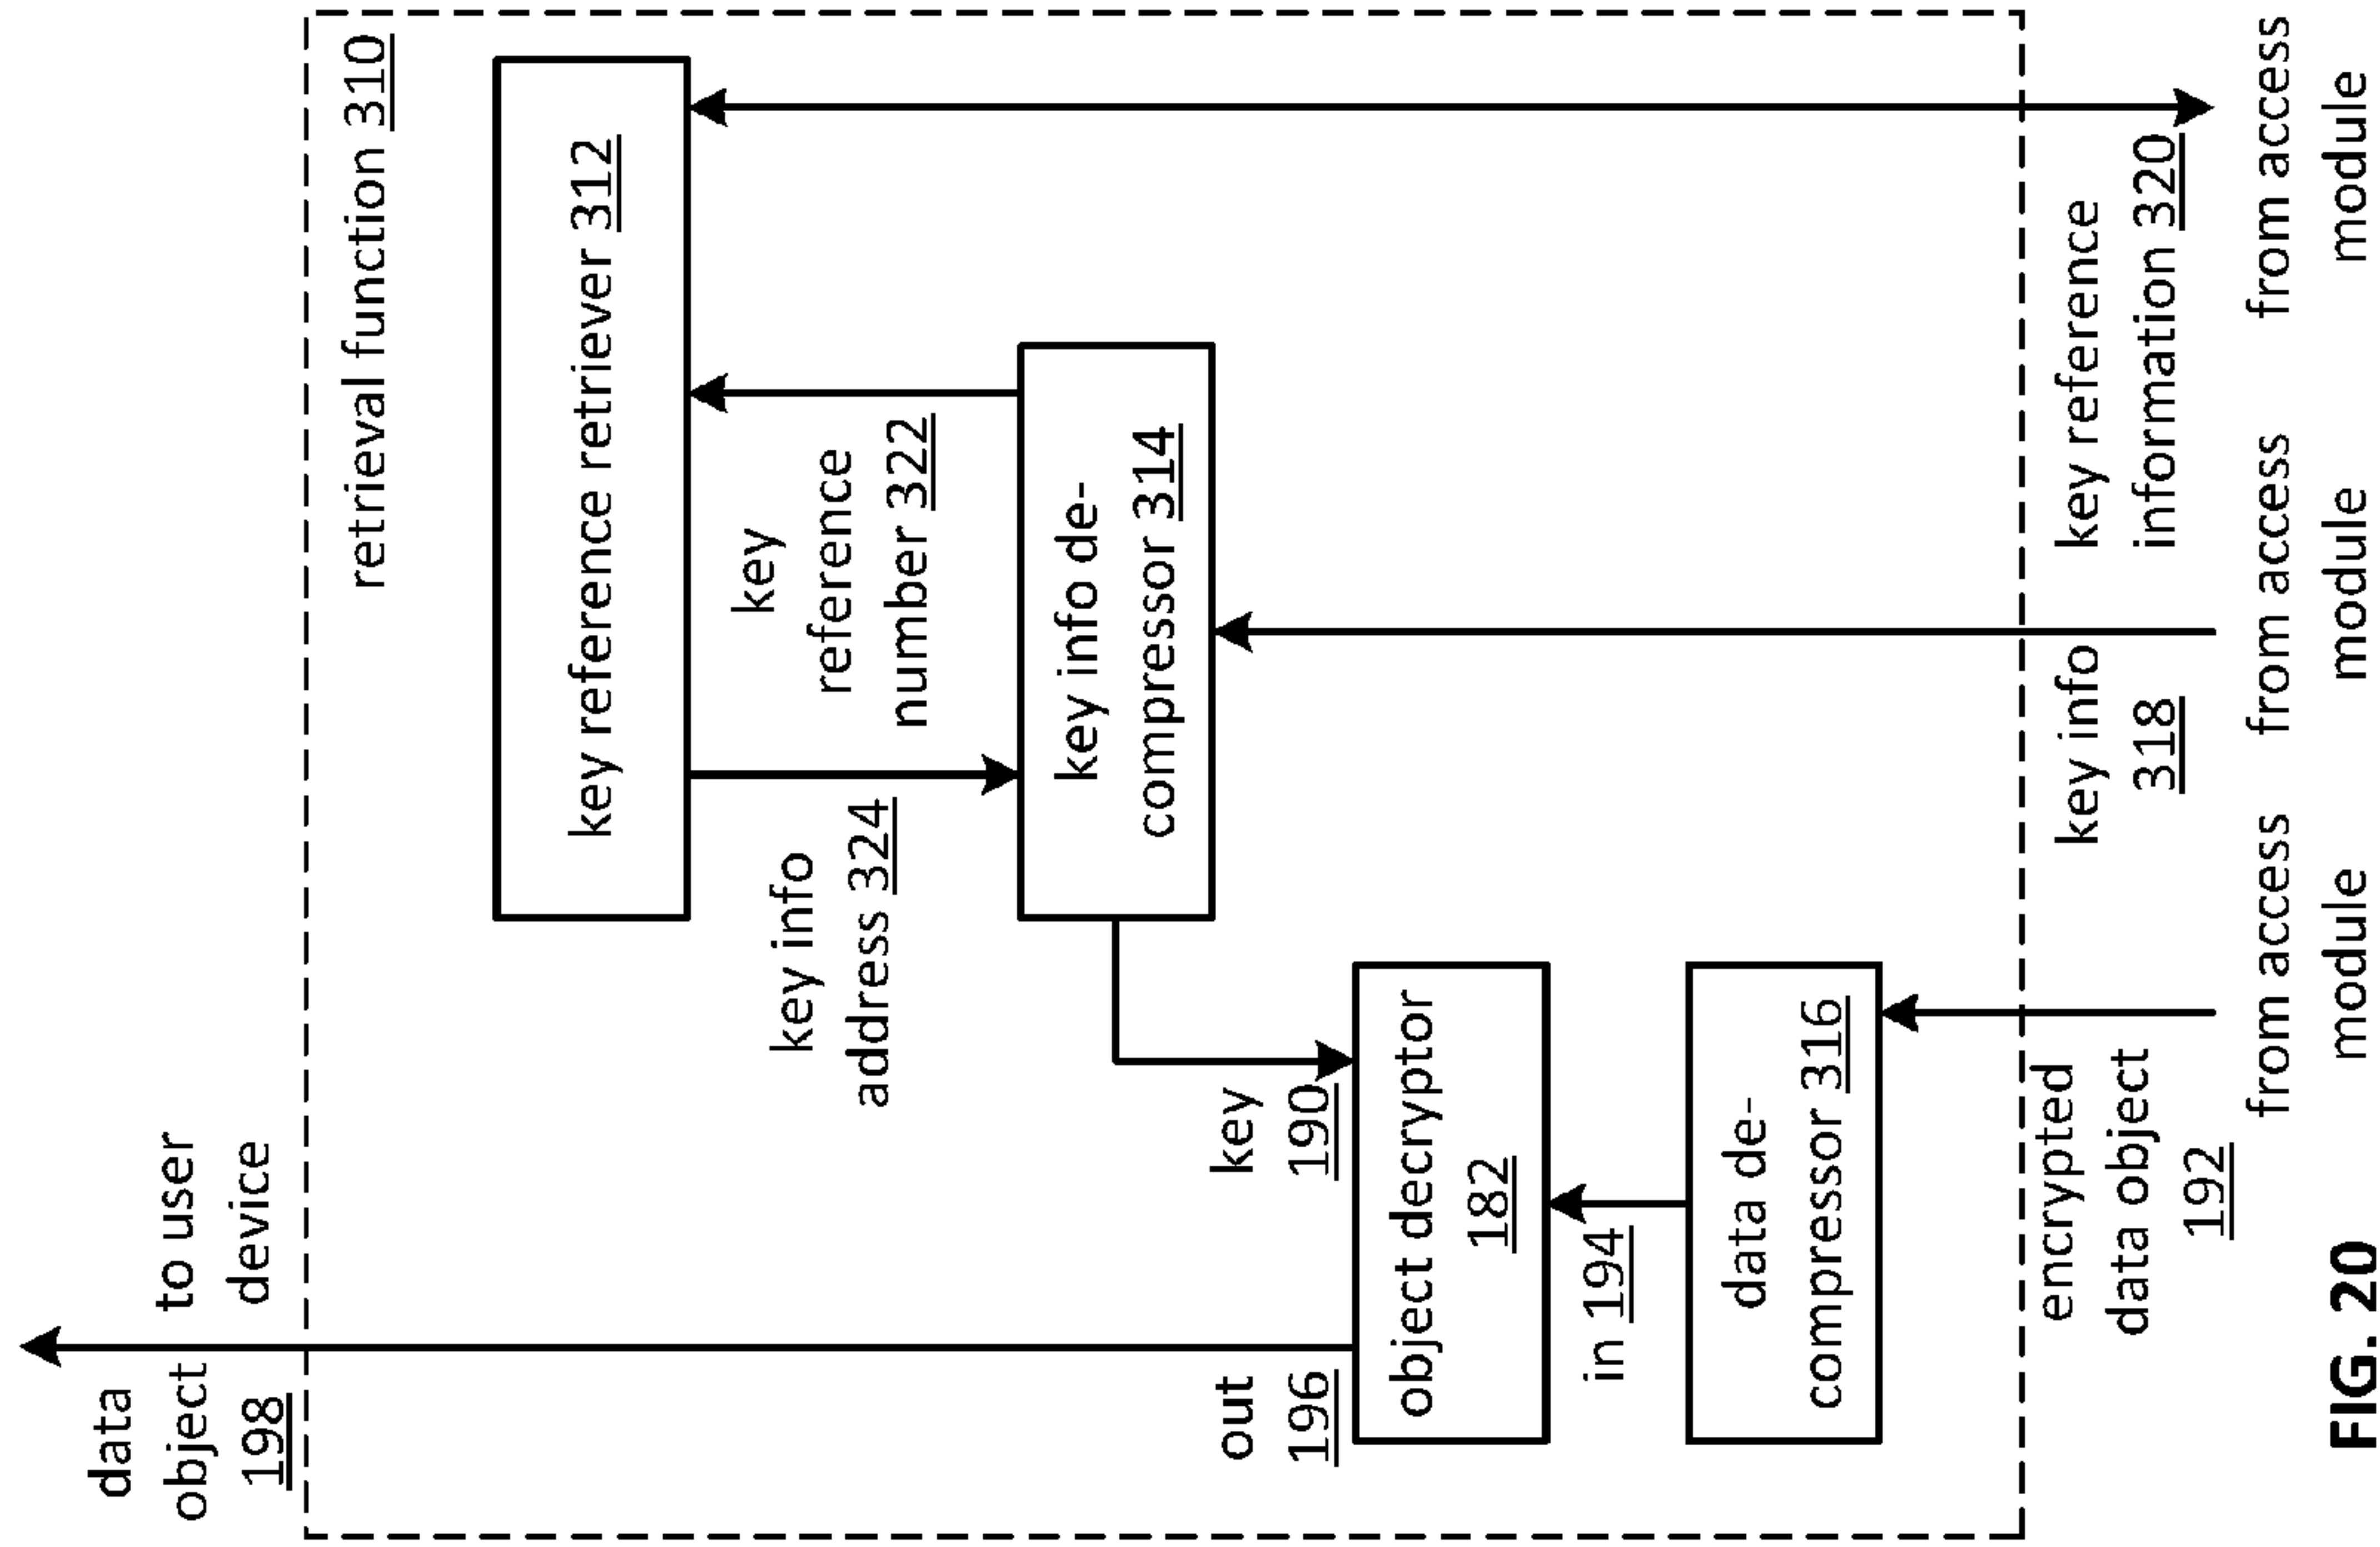 data
object
198
to user
device
retrieval function 310
key reference retriever 312
key info
address 324
key
reference
number 322
key info de-
compressor 314
out
196
key
190
object decryptor
182
in 194
data de-
compressor 316
encrypted
data object
192
key info
318
key reference
information 320
from access
module
from access
module
from access
module
FIG. 20